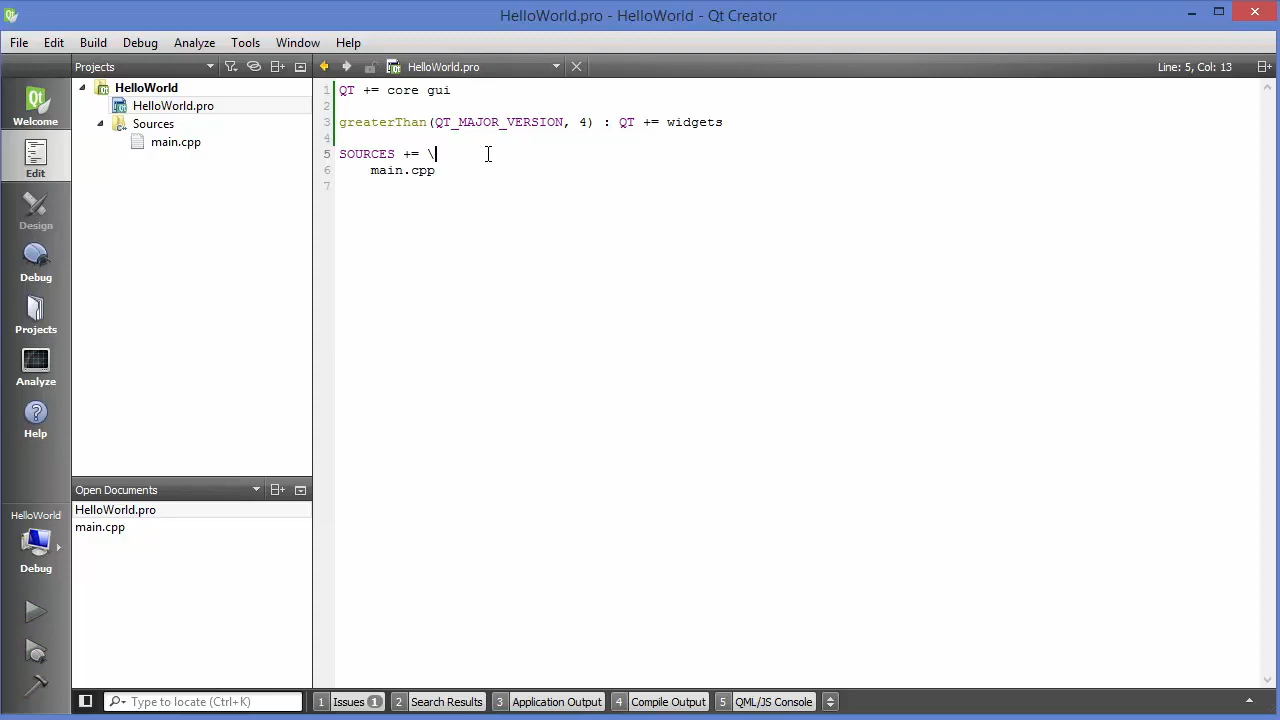 HelloWorld.pro - HelloWorld - Qt Creator
File Edit Build Debug Analyze Tools Window Help
Projects HelloWorld.pro Line: 5, Col: 13
Qt
Welcome
Edit
Design
Debug
Projects
Analyze
Help
HelloWorld
Debug
HelloWorld
HelloWorld.pro
Sources
main.cpp
Open Documents
HelloWorld.pro
main.cpp
1 QT += core gui
2
3 greaterThan(QT_MAJOR_VERSION, 4) : QT += widgets
4
5 SOURCES += \
6 main.cpp
7
Type to locate (Ctrl+K) 1 Issues 1 2 Search Results 3 Application Output 4 Compile Output 5 QML/JS Console